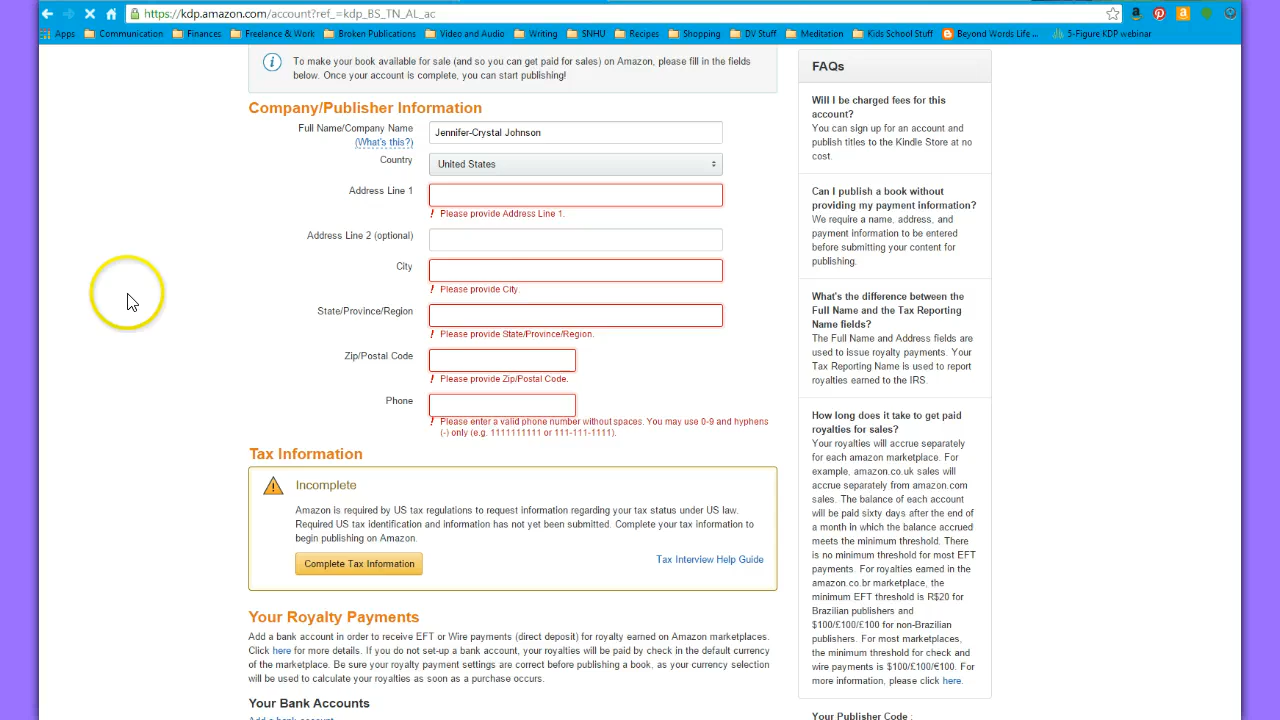 https://kdp.amazon.com/account?ref_=kdp_BS_TN_AL_ac
Apps Communication Finances Freelance & Work Broken Publications Video and Audio Writing SNHU Recipes Shopping DV Stuff Meditation Kids School Stuff Beyond Words Life ... 5-Figure KDP webinar
To make your book available for sale (and so you can get paid for sales) on Amazon, please fill in the fields
below. Once your account is complete, you can start publishing!
Company/Publisher Information
Full Name/Company Name
(What's this?)
Jennifer-Crystal Johnson
Country
United States
Address Line 1
! Please provide Address Line 1.
Address Line 2 (optional)
City
! Please provide City.
State/Province/Region
! Please provide State/Province/Region.
Zip/Postal Code
! Please provide Zip/Postal Code.
Phone
! Please enter a valid phone number without spaces. You may use 0-9 and hyphens
(-) only (e.g. 1111111111 or 111-111-1111).
Tax Information
Incomplete
Amazon is required by US tax regulations to request information regarding your tax status under US law.
Required US tax identification and information has not yet been submitted. Complete your tax information to
begin publishing on Amazon.
Complete Tax Information
Tax Interview Help Guide
Your Royalty Payments
Add a bank account in order to receive EFT or Wire payments (direct deposit) for royalty earned on Amazon marketplaces.
Click here for more details. If you do not set-up a bank account, your royalties will be paid by check in the default currency
of the marketplace. Be sure your royalty payment settings are correct before publishing a book, as your currency selection
will be used to calculate your royalties as soon as a purchase occurs.
Your Bank Accounts
Add a bank account
FAQs
Will I be charged fees for this
account?
You can sign up for an account and
publish titles to the Kindle Store at no
cost.
Can I publish a book without
providing my payment information?
We require a name, address, and
payment information to be entered
before submitting your content for
publishing.
What's the difference between the
Full Name and the Tax Reporting
Name fields?
The Full Name and Address fields are
used to issue royalty payments. Your
Tax Reporting Name is used to report
royalties earned to the IRS.
How long does it take to get paid
royalties for sales?
Your royalties will accrue separately
for each amazon marketplace. For
example, amazon.co.uk sales will
accrue separately from amazon.com
sales. The balance of each account
will be paid sixty days after the end of
a month in which the balance accrued
meets the minimum threshold. There
is no minimum threshold for most EFT
payments. For royalties earned in the
amazon.co.br marketplace, the
minimum EFT threshold is R$20 for
Brazilian publishers and
$100/£100/€100 for non-Brazilian
publishers. For most marketplaces,
the minimum threshold for check and
wire payments is $100/£100/€100. For
more information, please click here.
Your Publisher Code :